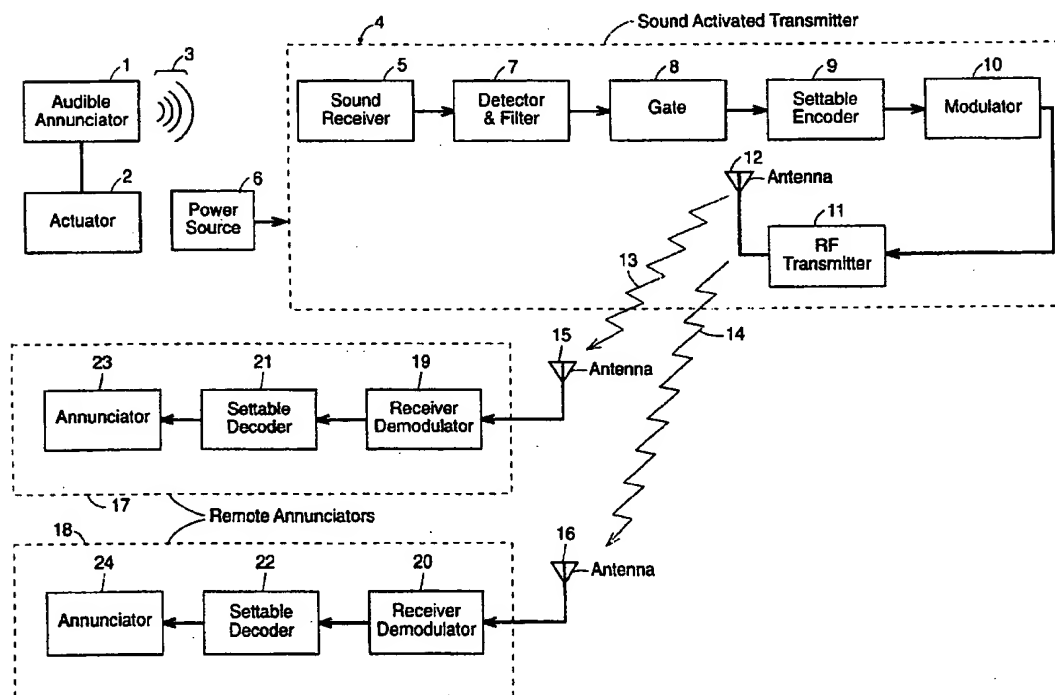 4
Sound Activated Transmitter
1
3
Audible
Annunciator
2
Actuator
6
Power
Source
5
Sound
Receiver
7
Detector
& Filter
8
Gate
9
Settable
Encoder
10
Modulator
12
Antenna
11
RF
Transmitter
13
14
15
Antenna
23
Annunciator
21
Settable
Decoder
19
Receiver
Demodulator
17
Remote Annunciators
18
16
Antenna
24
Annunciator
22
Settable
Decoder
20
Receiver
Demodulator